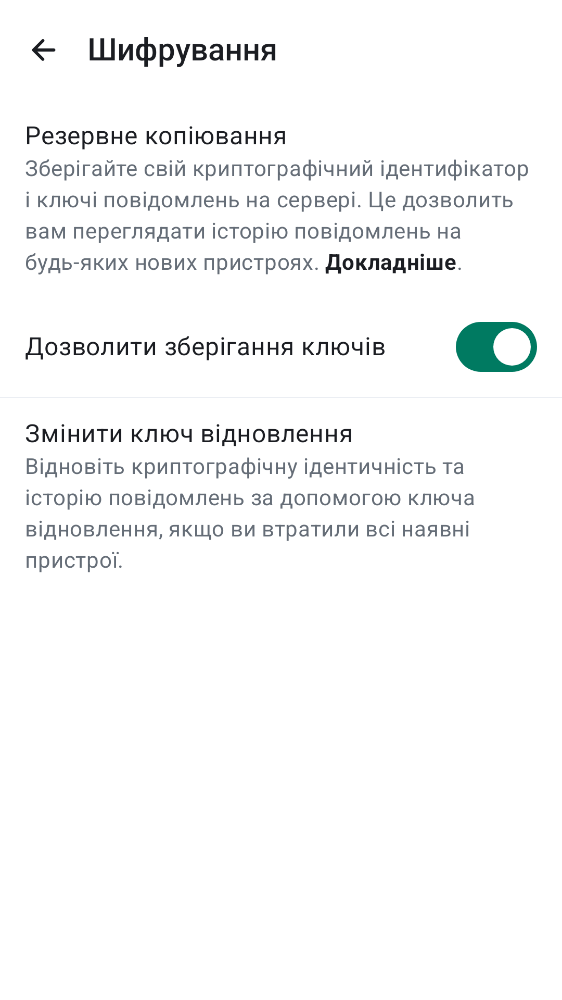 Шифрування
Резервне копіювання
Зберігайте свій криптографічний ідентифікатор
і ключі повідомлень на сервері. Це дозволить
вам переглядати історію повідомлень на
будь-яких нових пристроях. Докладніше.
Дозволити зберігання ключів
Змінити ключ відновлення
Відновіть криптографічну ідентичність та
історію повідомлень за допомогою ключа
відновлення, якщо ви втратили всі наявні
пристрої.